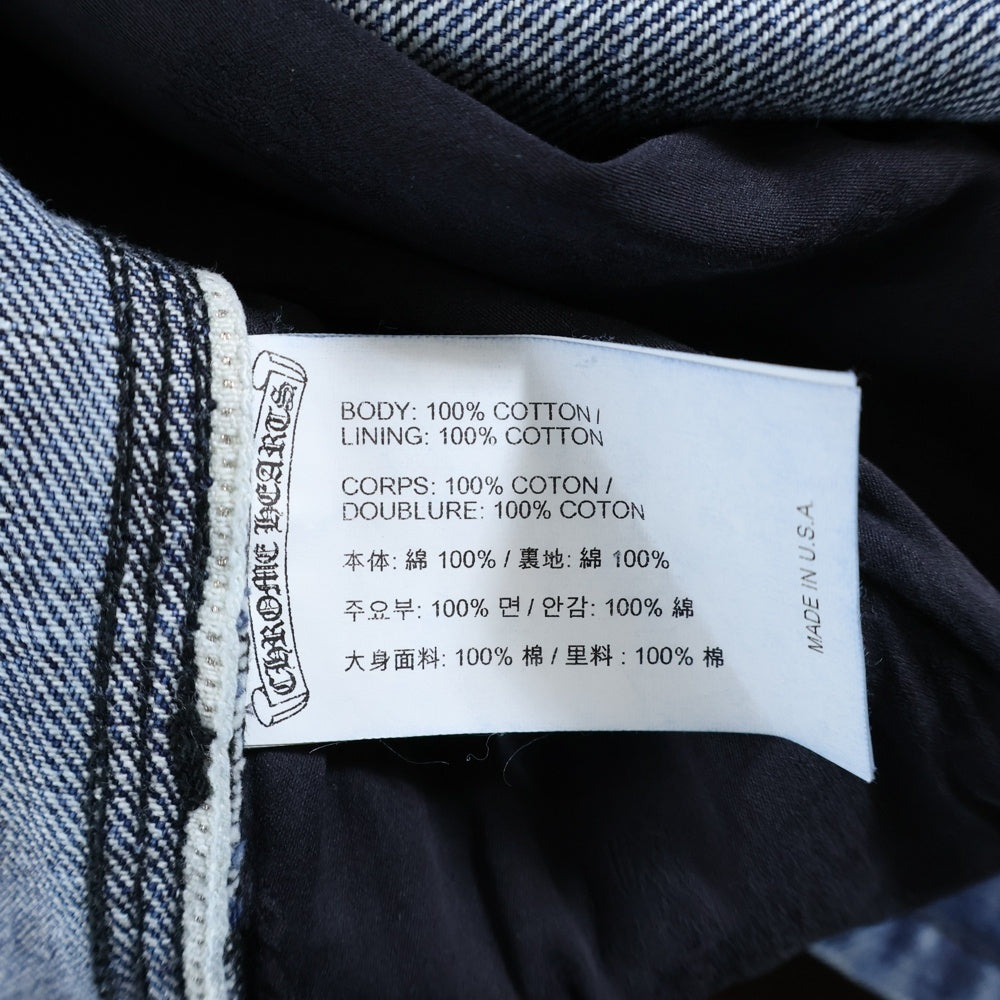 CHROME HEARTS
BODY: 100% COTTON /
LINING: 100% COTTON
CORPS: 100% COTON /
DOUBLURE: 100% COTON
本体: 綿 100% / 裏地: 綿 100%
주요부: 100% 면 / 안감: 100% 綿
大身面料: 100% 棉 / 里料 : 100% 棉
MADE IN U.S.A.